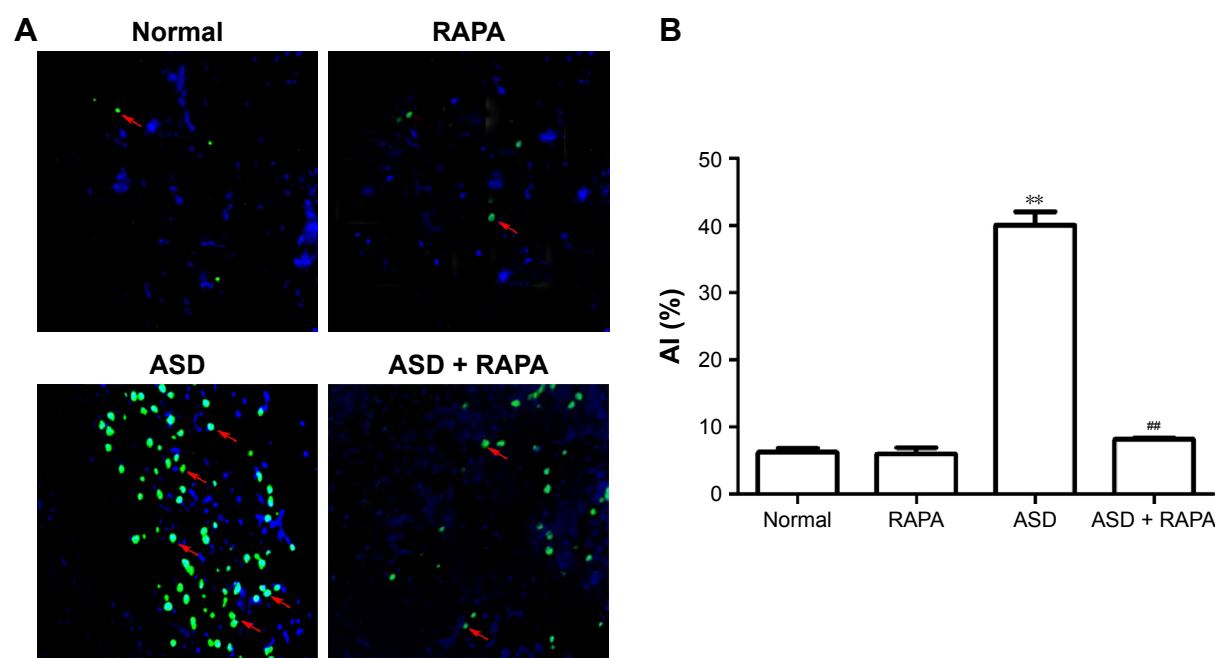 A
Normal
RAPA
ASD
ASD + RAPA
B
AI (%)
50
40
30
20
10
0
**
##
Normal
RAPA
ASD
ASD + RAPA